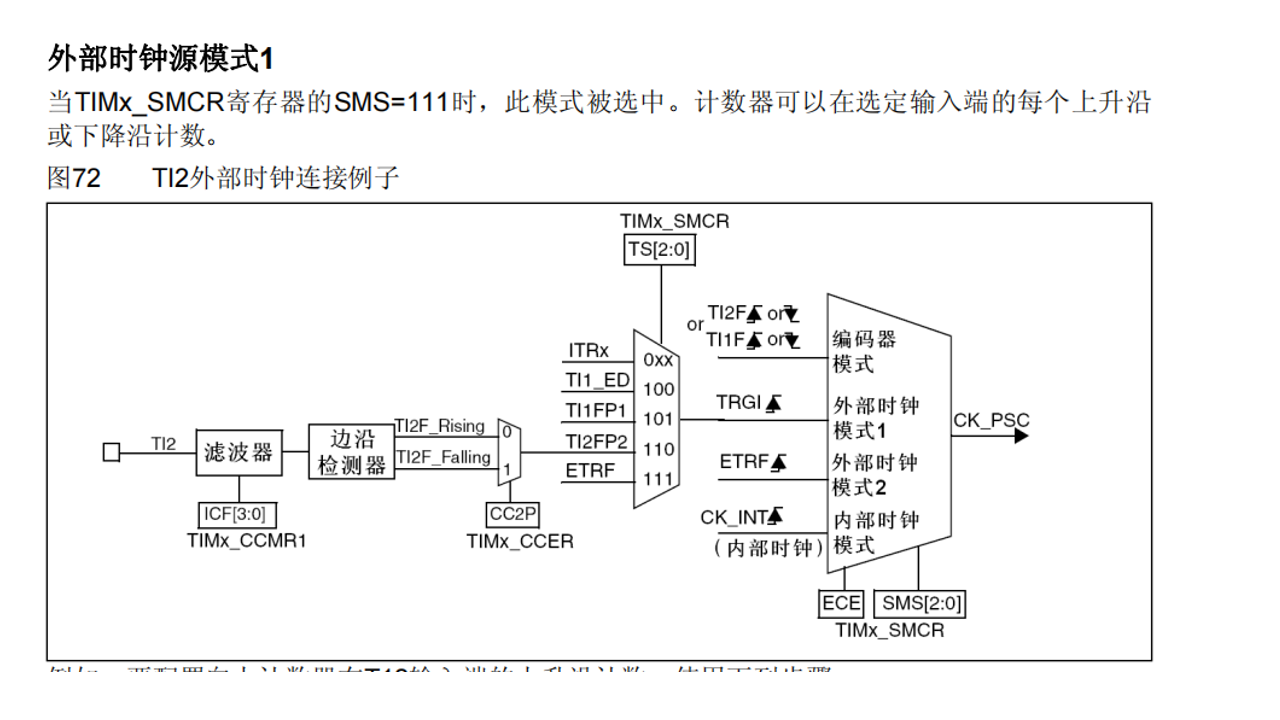 外部时钟源模式1
当TIMx_SMCR寄存器的SMS=111时，此模式被选中。计数器可以在选定输入端的每个上升沿
或下降沿计数。
图72 TI2外部时钟连接例子
TIMx_SMCR
TS[2:0]
or TI2F or
TI1F or
编码器
模式
ITRx
0xx
TI1_ED
100
TI1FP1
101
TI2FP2
110
ETRF
111
TRGI
外部时钟
模式1
CK_PSC
TI2
滤波器
边沿
检测器
TI2F_Rising
0
TI2F_Falling
1
ETRF
外部时钟
模式2
ICF[3:0]
TIMx_CCMR1
CC2P
TIMx_CCER
CK_INT
(内部时钟)
内部时钟
模式
ECE
SMS[2:0]
TIMx_SMCR